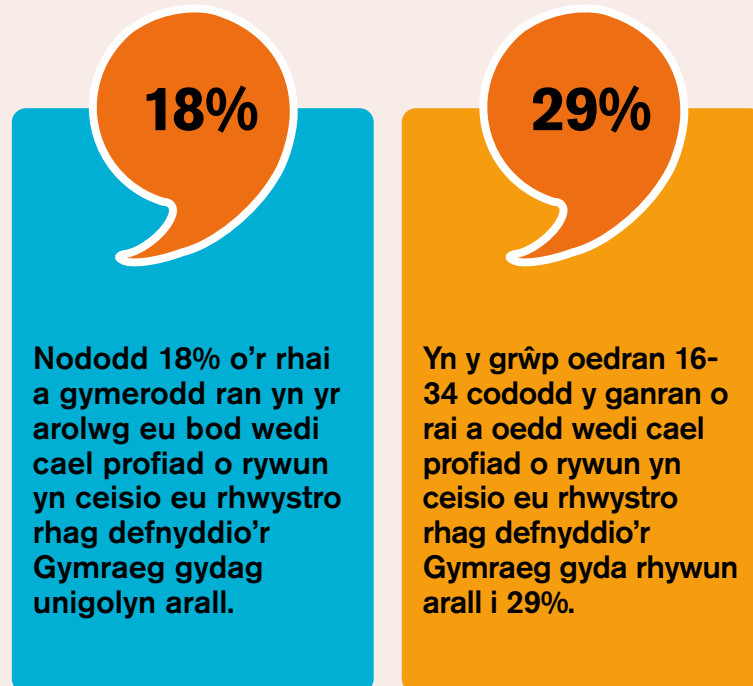 18%
Nododd 18% o'r rhai
a gymerodd ran yn yr
arolwg eu bod wedi
cael profiad o rywun
yn ceisio eu rhwystro
rhag defnyddio’r
Gymraeg gydag
unigolyn arall.
29%
Yn y grŵp oedran 16-
34 cododd y ganran o
rai a oedd wedi cael
profiad o rywun yn
ceisio eu rhwystro
rhag defnyddio’r
Gymraeg gyda rhywun
arall i 29%.